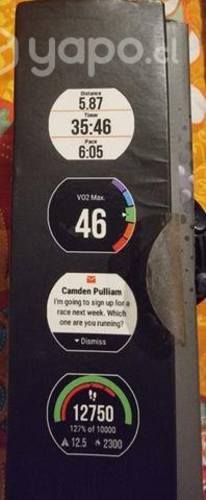 yapo.cl
Distance
5.87
Timer
35:46
Pace
6:05
VO2 Max.
46
Camden Pulliam
I'm going to sign up for a
race next week. Which
one are you running?
Dismiss
12750
127% of 10000
12.5 2300